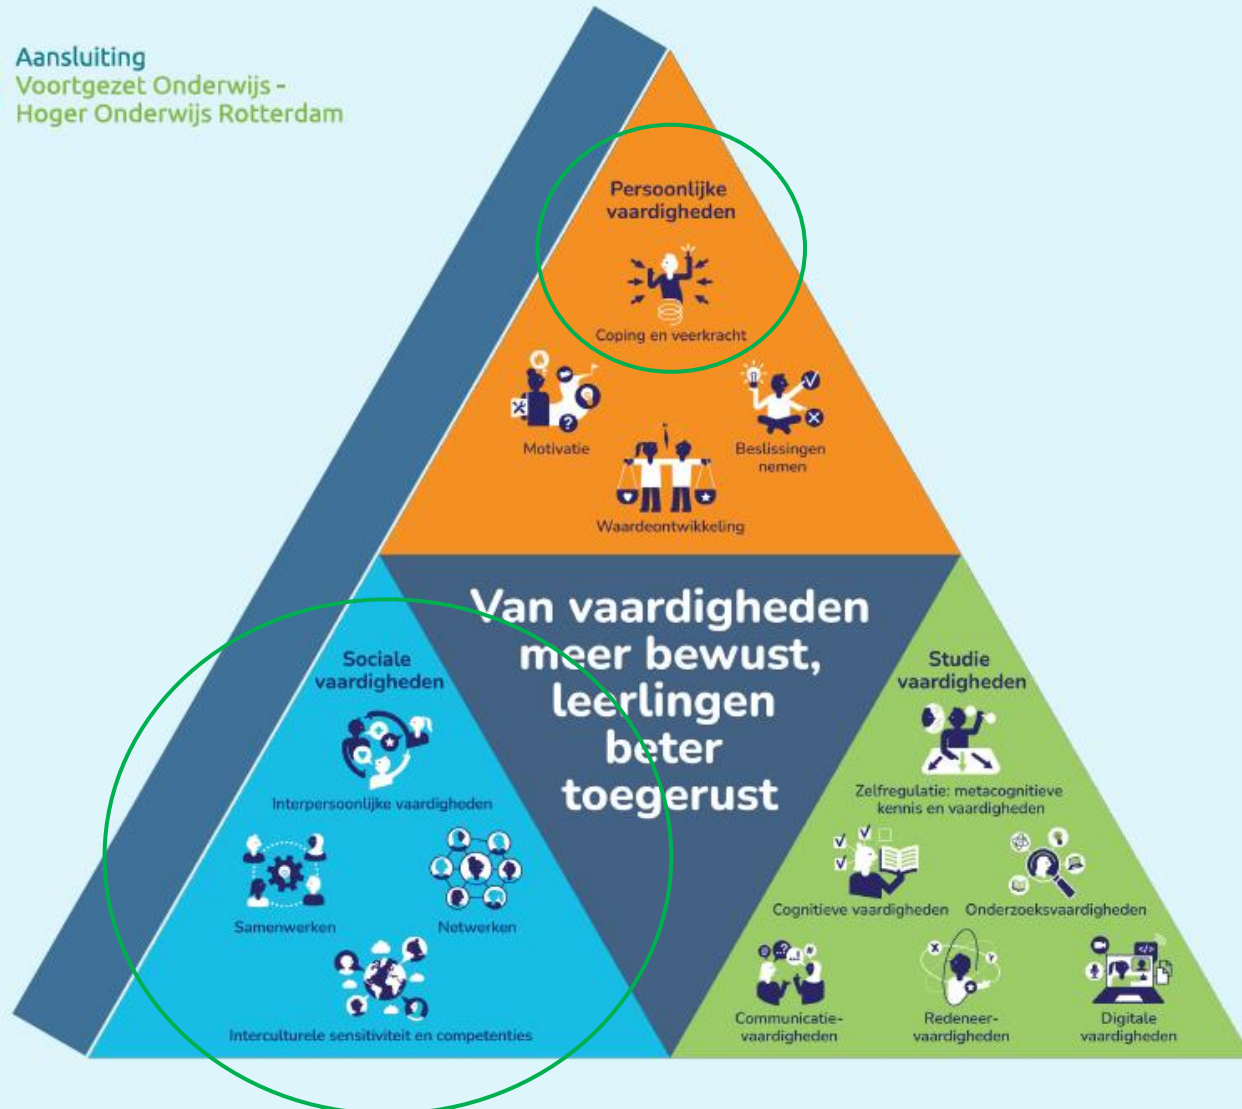 Aansluiting
Voortgezet Onderwijs -
Hoger Onderwijs Rotterdam
Persoonlijke
vaardigheden
Coping en veerkracht
Motivatie
Beslissingen
nemen
Waardeontwikkeling
Van vaardigheden
meer bewust,
leerlingen
beter
toegerust
Sociale
vaardigheden
Interpersoonlijke vaardigheden
Samenwerken
Netwerken
Interculturele sensitiviteit en competenties
Studie
vaardigheden
Zelfregulatie: metacognitieve
kennis en vaardigheden
Cognitieve vaardigheden
Onderzoeksvaardigheden
Communicatie-
vaardigheden
Redeneer-
vaardigheden
X
Y
Digitale
vaardigheden